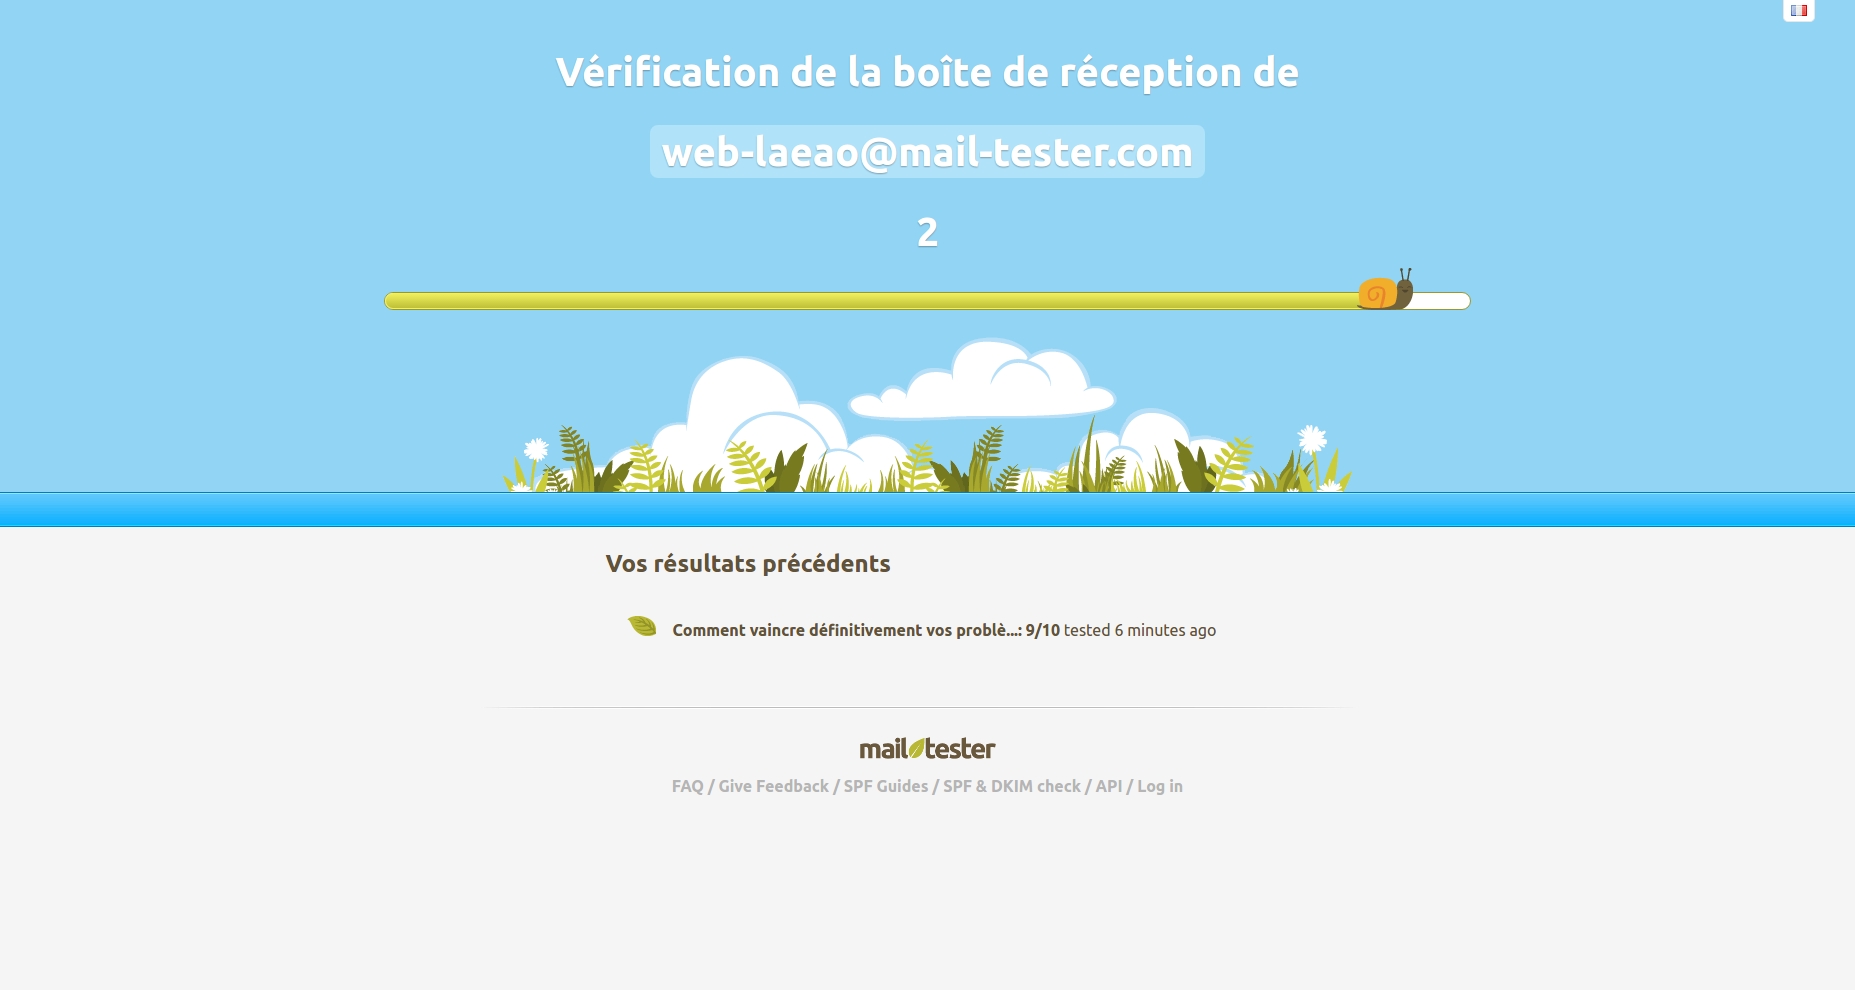 Vérification de la boîte de réception de
web-laeao@mail-tester.com
2
Vos résultats précédents
Comment vaincre définitivement vos problè...: 9/10 tested 6 minutes ago
mail tester
FAQ / Give Feedback / SPF Guides / SPF & DKIM check / API / Log in